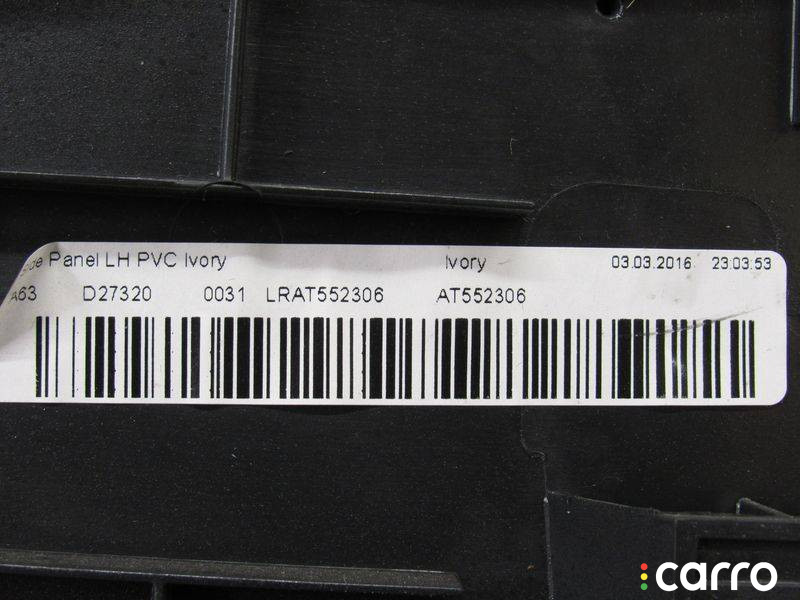 Panel LH PVC Ivory Ivory 03.03.2016 23:03:53
A63 D27320 0031 LRAT552306 AT552306
carro